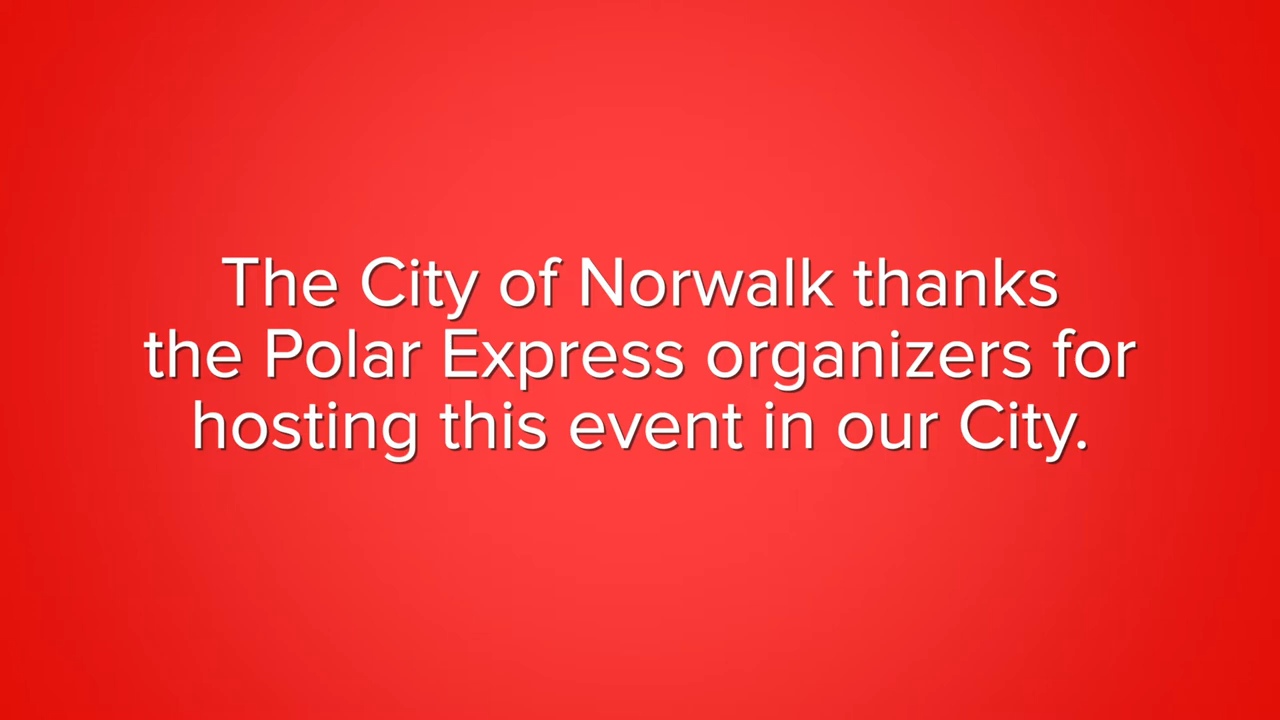 The City of Norwalk thanks
the Polar Express organizers for
hosting this event in our City.